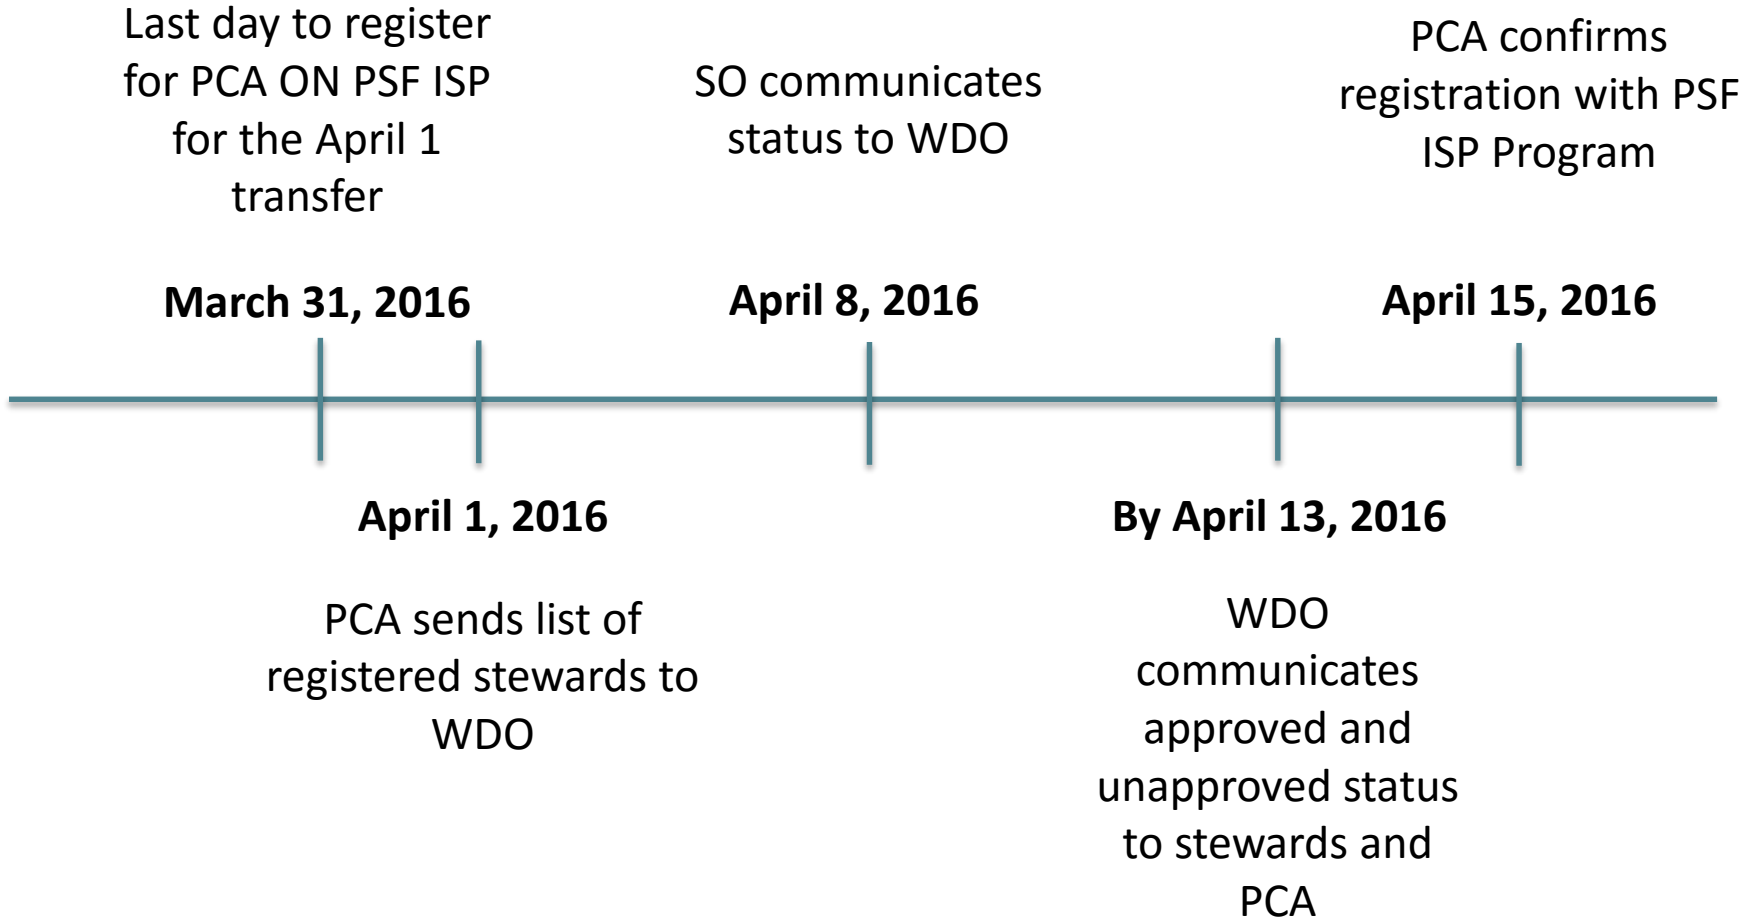 Last day to register
for PCA ON PSF ISP
for the April 1
transfer
March 31, 2016
April 1, 2016
PCA sends list of
registered stewards to
WDO
SO communicates
status to WDO
April 8, 2016
By April 13, 2016
WDO
communicates
approved and
unapproved status
to stewards and
PCA
PCA confirms
registration with PSF
ISP Program
April 15, 2016